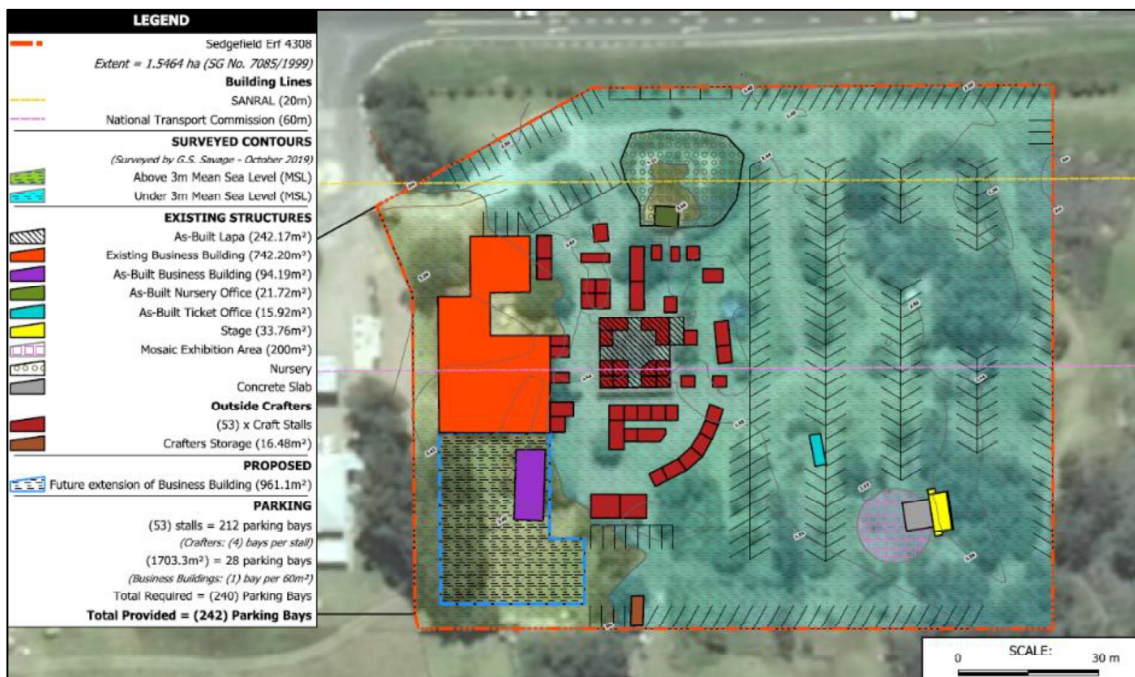 LEGEND
Sedgefield Erf 4308
Extent = 1.5464 ha (SG No. 7085/1999)
Building Lines
SANRAL (20m)
National Transport Commission (60m)
SURVEYED CONTOURS
(Surveyed by G.S. Savage - October 2019)
Above 3m Mean Sea Level (MSL)
Under 3m Mean Sea Level (MSL)
EXISTING STRUCTURES
As-Built Lapa (242.17m²)
Existing Business Building (742.20m²)
As-Built Business Building (94.19m²)
As-Built Nursery Office (21.72m²)
As-Built Ticket Office (15.92m²)
Stage (33.76m²)
Mosaic Exhibition Area (200m²)
Nursery
Concrete Slab
Outside Crafters
(53) x Craft Stalls
Crafters Storage (16.48m²)
PROPOSED
Future extension of Business Building (961.1m²)
PARKING
(53) stalls = 212 parking bays
(Crafters: (4) bays per stall)
(1703.3m²) = 28 parking bays
(Business Buildings: (1) bay per 60m²)
Total Required = (240) Parking Bays
Total Provided = (242) Parking Bays
SCALE:
0 30 m